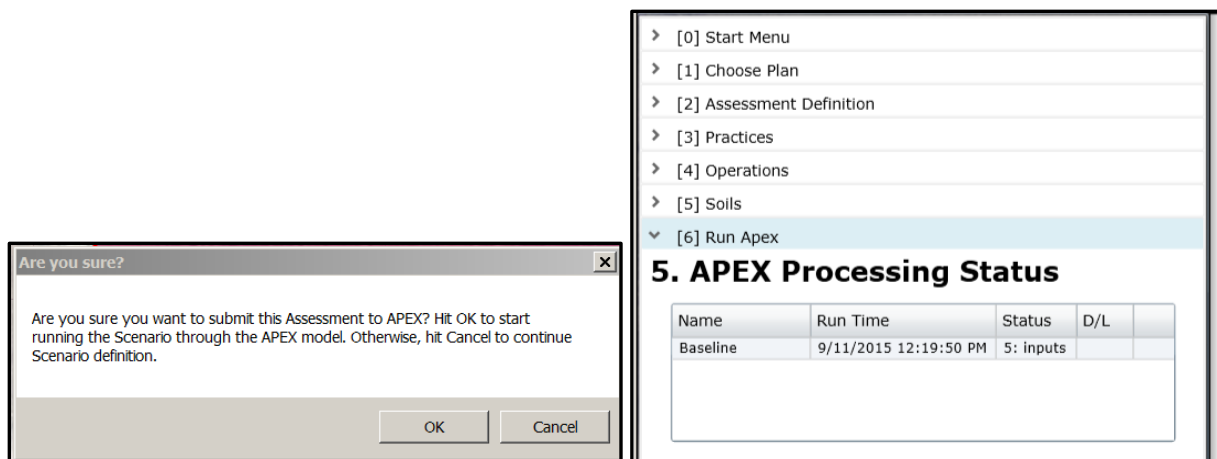 Are you sure?
Are you sure you want to submit this Assessment to APEX? Hit OK to start
running the Scenario through the APEX model. Otherwise, hit Cancel to continue
Scenario definition.
OK Cancel
[0] Start Menu
[1] Choose Plan
[2] Assessment Definition
[3] Practices
[4] Operations
[5] Soils
[6] Run Apex
5. APEX Processing Status
Name Run Time Status D/L
Baseline 9/11/2015 12:19:50 PM 5: inputs